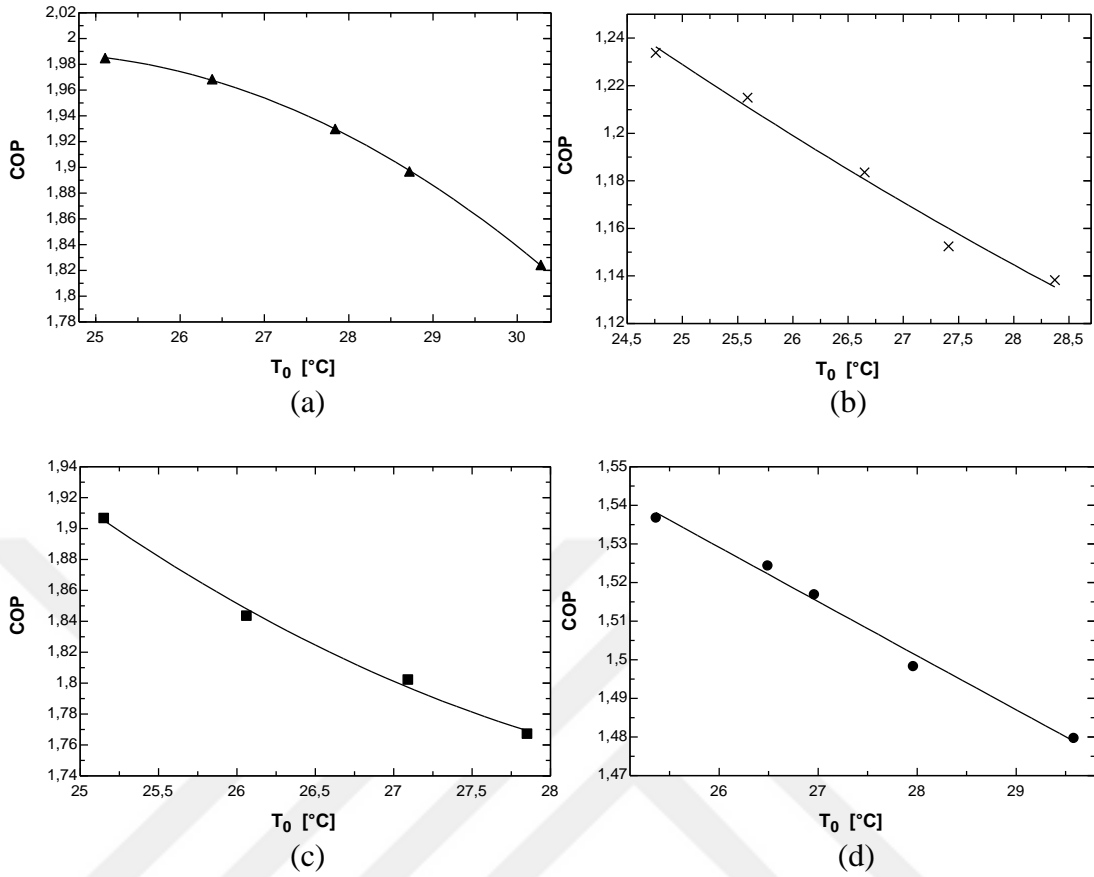 2,02
2
1,98
1,96
1,94
1,92
1,9
1,88
1,86
1,84
1,82
1,8
1,78
COP
25 26 27 28 29 30
T0 [°C]
(a)
1,24
1,22
1,2
1,18
1,16
1,14
1,12
COP
24,5 25 25,5 26 26,5 27 27,5 28 28,5
T0 [°C]
(b)
1,94
1,92
1,9
1,88
1,86
1,84
1,82
1,8
1,78
1,76
1,74
COP
25 25,5 26 26,5 27 27,5 28
T0 [°C]
(c)
1,55
1,54
1,53
1,52
1,51
1,5
1,49
1,48
1,47
COP
26 27 28 29
T0 [°C]
(d)